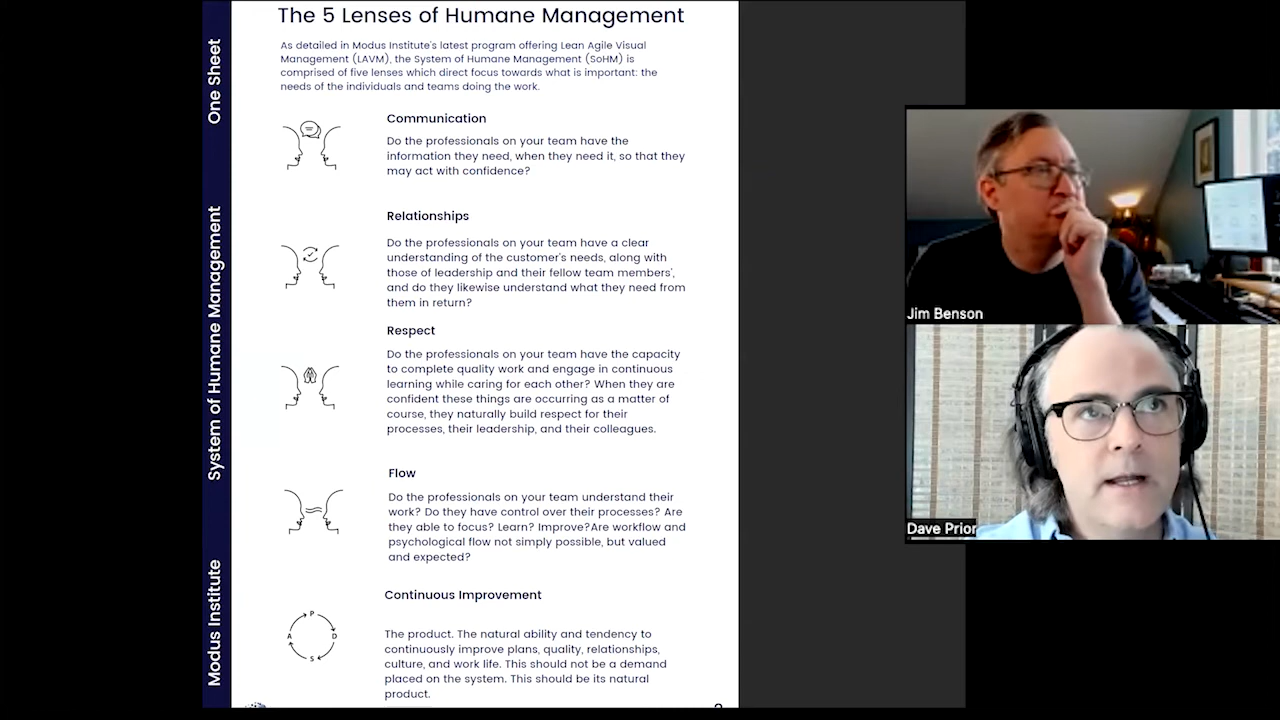 The 5 Lenses of Humane Management
As detailed in Modus Institute's latest program offering Lean Agile Visual
Management (LAVM), the System of Humane Management (SoHM) is
comprised of five lenses which direct focus towards what is important: the
needs of the individuals and teams doing the work.
Communication
Do the professionals on your team have the
information they need, when they need it, so that they
may act with confidence?
Relationships
Do the professionals on your team have a clear
understanding of the customer's needs, along with
those of leadership and their fellow team members',
and do they likewise understand what they need from
them in return?
Respect
Do the professionals on your team have the capacity
to complete quality work and engage in continuous
learning while caring for each other? When they are
confident these things are occurring as a matter of
course, they naturally build respect for their
processes, their leadership, and their colleagues.
Flow
Do the professionals on your team understand their
work? Do they have control over their processes? Are
they able to focus? Learn? Improve?Are workflow and
psychological flow not simply possible, but valued
and expected?
Continuous Improvement
P
A D
S
The product. The natural ability and tendency to
continuously improve plans, quality, relationships,
culture, and work life. This should not be a demand
placed on the system. This should be its natural
product.
One Sheet
System of Humane Management
Modus Institute
Jim Benson
Dave Prior